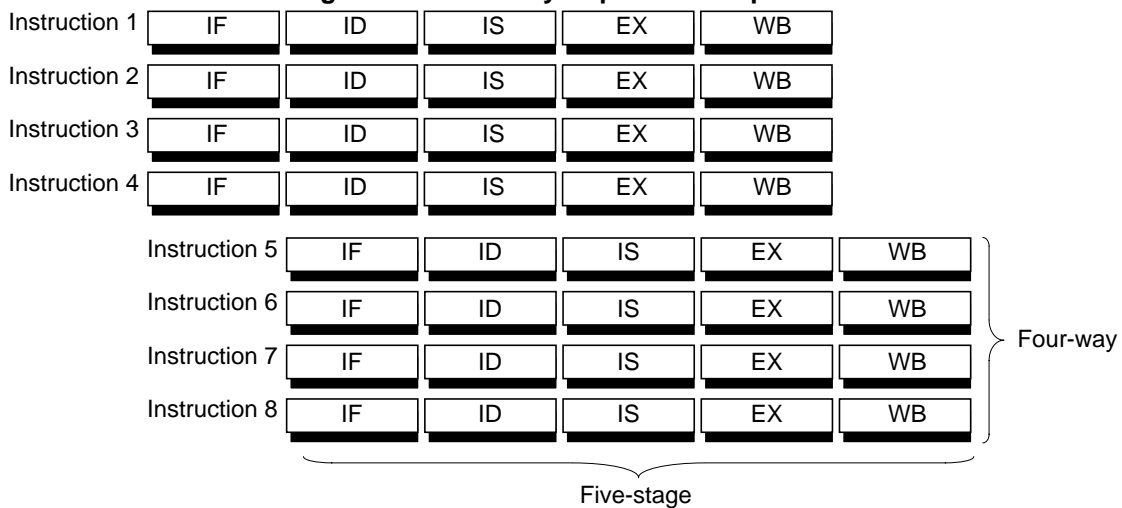 Instruction 1 IF ID IS EX WB
Instruction 2 IF ID IS EX WB
Instruction 3 IF ID IS EX WB
Instruction 4 IF ID IS EX WB
Instruction 5 IF ID IS EX WB
Instruction 6 IF ID IS EX WB
Instruction 7 IF ID IS EX WB
Instruction 8 IF ID IS EX WB
Four-way
Five-stage